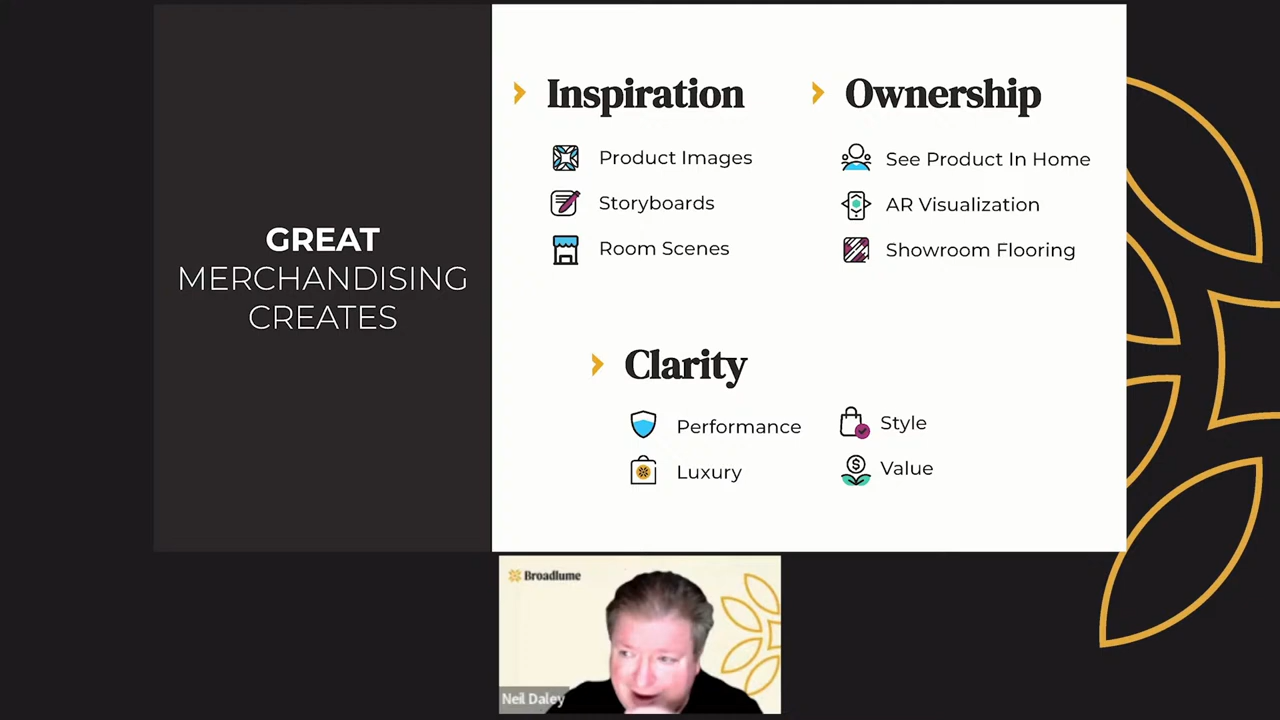 GREAT
MERCHANDISING
CREATES
Inspiration
Product Images
Storyboards
Room Scenes
Ownership
See Product In Home
AR Visualization
Showroom Flooring
Clarity
Performance
Luxury
Style
Value
Broadlume
Neil Daley